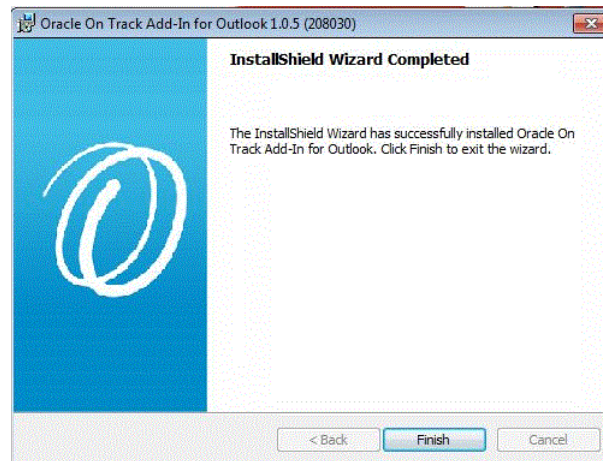 Oracle On Track Add-In for Outlook 1.0.5 (208030)
InstallShield Wizard Completed
The InstallShield Wizard has successfully installed Oracle On
Track Add-In for Outlook. Click Finish to exit the wizard.
< Back Finish Cancel